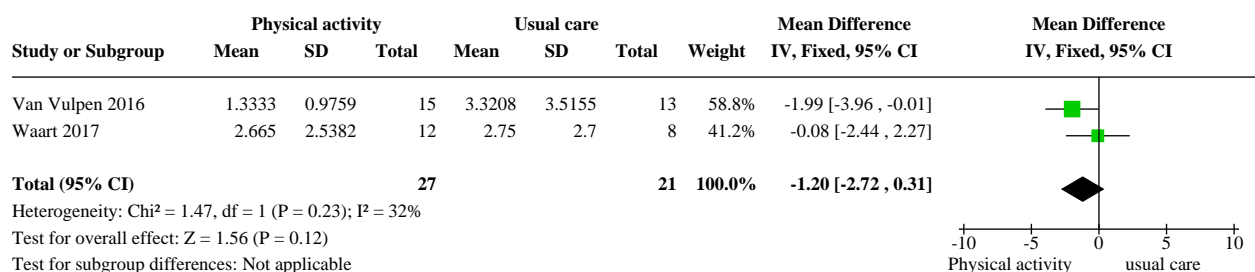 Physical activity Usual care Mean Difference Mean Difference
Study or Subgroup Mean SD Total Mean SD Total Weight IV, Fixed, 95% CI IV, Fixed, 95% CI
Van Vulpen 2016 1.3333 0.9759 15 3.3208 3.5155 13 58.8% -1.99 [-3.96 , -0.01]
Waart 2017 2.665 2.5382 12 2.75 2.7 8 41.2% -0.08 [-2.44 , 2.27]
Total (95% CI) 27 21 100.0% -1.20 [-2.72 , 0.31]
Heterogeneity: Chi² = 1.47, df = 1 (P = 0.23); I² = 32%
Test for overall effect: Z = 1.56 (P = 0.12)
Test for subgroup differences: Not applicable
-10 -5 0 5 10
Physical activity usual care